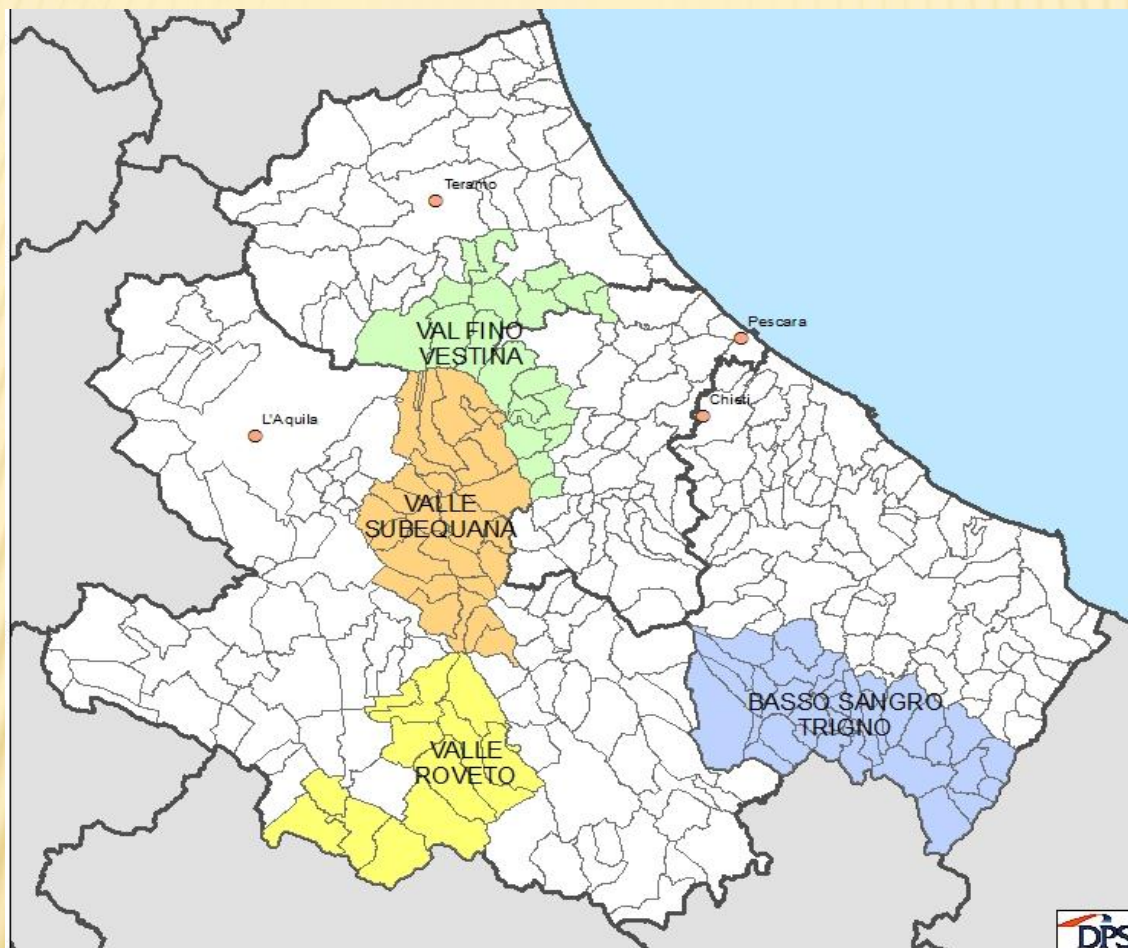 Teramo
VAL FINO
VESTINA
Pescara
Chieti
L'Aquila
VALLE
SUBEQUANA
BASSO SANGRO
TRIGNO
VALLE
ROVETO
DPS